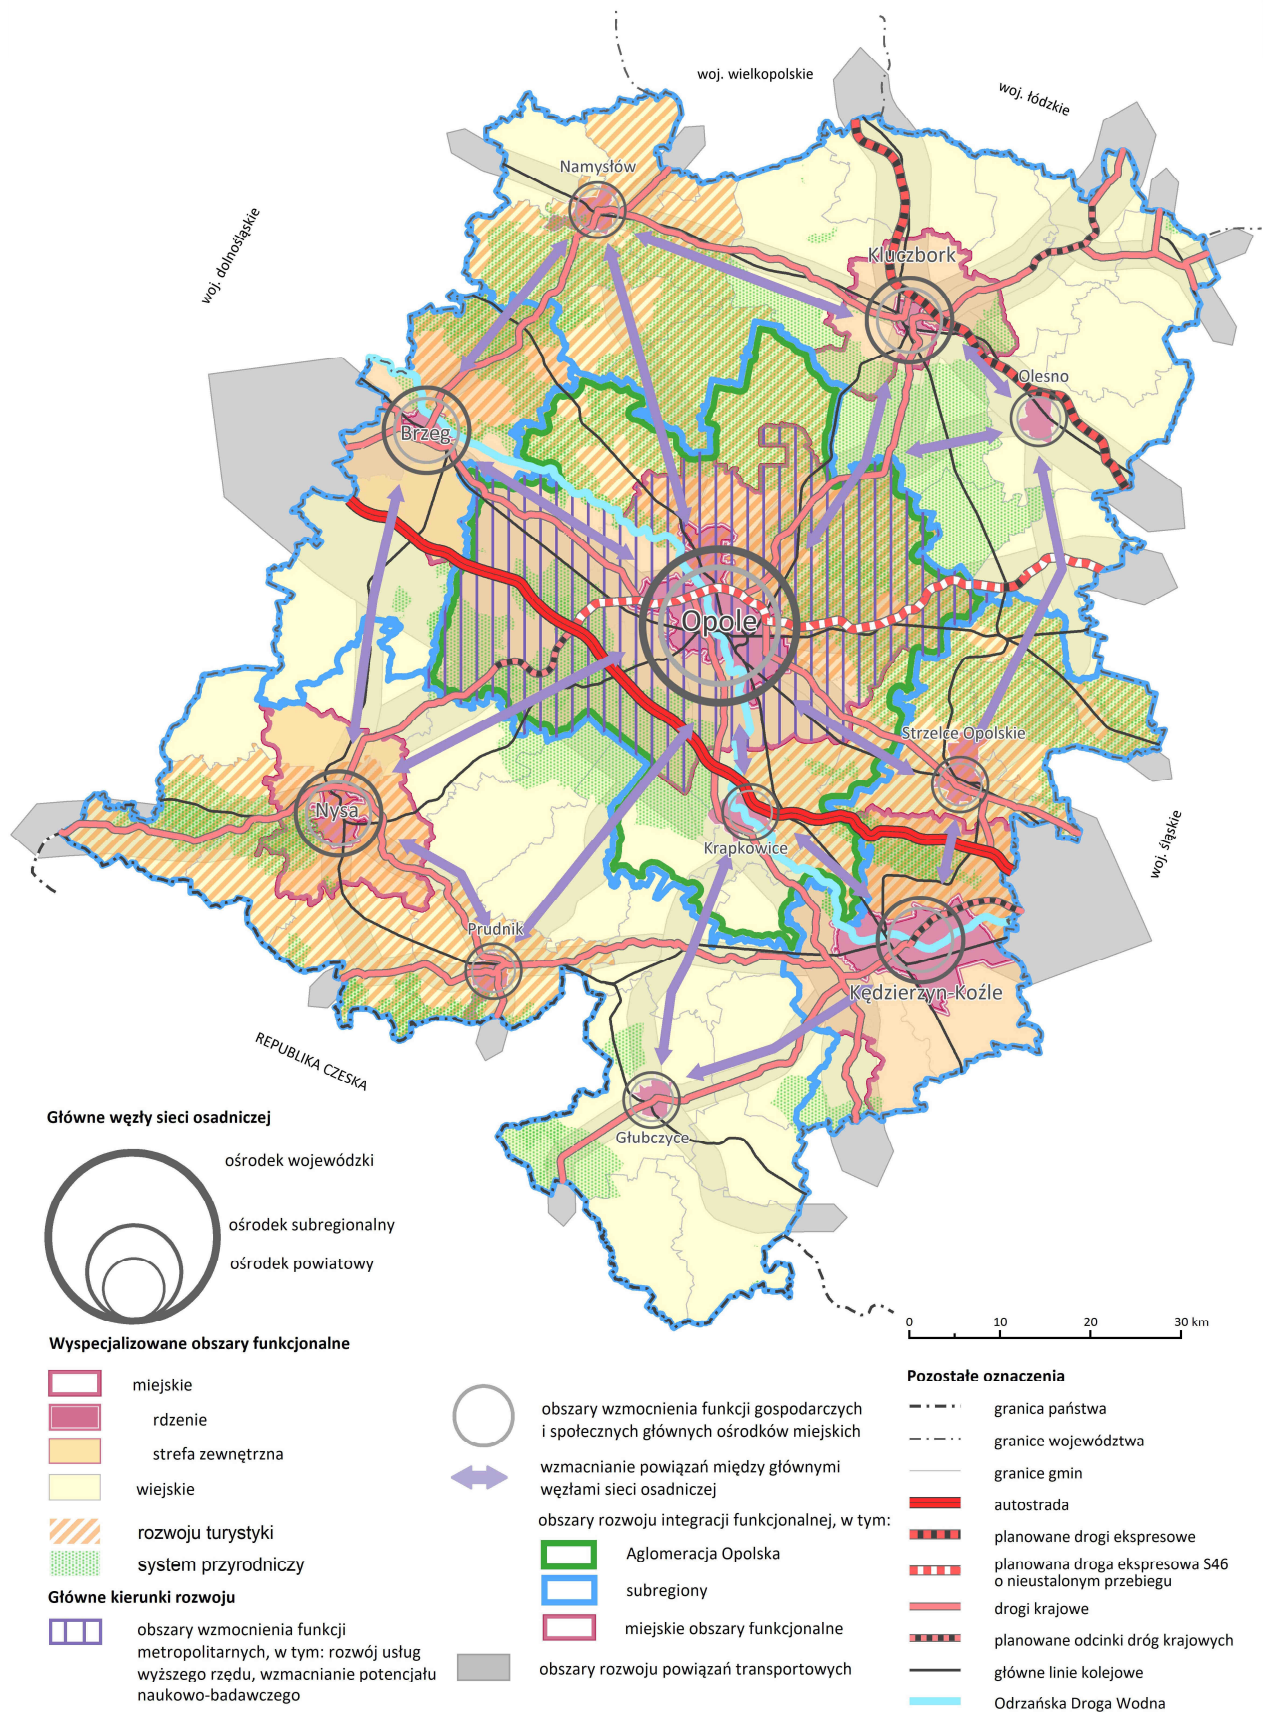 woj. wielkopolskie
woj. łódzkie
woj. dolnośląskie
Namysłów
Kluczbork
Olesno
Brzeg
Opole
Strzelce Opolskie
Nysa
Krapkowice
woj. śląskie
Prudnik
Kędzierzyn-Koźle
REPUBLIKA CZESKA
Głubczyce
Główne węzły sieci osadniczej
ośrodek wojewódzki
ośrodek subregionalny
ośrodek powiatowy
Wyspecjalizowane obszary funkcjonalne
miejskie
rdzenie
strefa zewnętrzna
wiejskie
rozwoju turystyki
system przyrodniczy
Główne kierunki rozwoju
obszary wzmocnienia funkcji
metropolitarnych, w tym: rozwój usług
wyższego rzędu, wzmacnianie potencjału
naukowo-badawczego
obszary wzmocnienia funkcji gospodarczych
i społecznych głównych ośrodków miejskich
wzmacnianie powiązań między głównymi
węzłami sieci osadniczej
obszary rozwoju integracji funkcjonalnej, w tym:
Aglomeracja Opolska
subregiony
miejskie obszary funkcjonalne
obszary rozwoju powiązań transportowych
0 10 20 30 km
Pozostałe oznaczenia
granica państwa
granice województwa
granice gmin
autostrada
planowane drogi ekspresowe
planowana droga ekspresowa S46
o nieustalonym przebiegu
drogi krajowe
planowane odcinki dróg krajowych
główne linie kolejowe
Odrzańska Droga Wodna